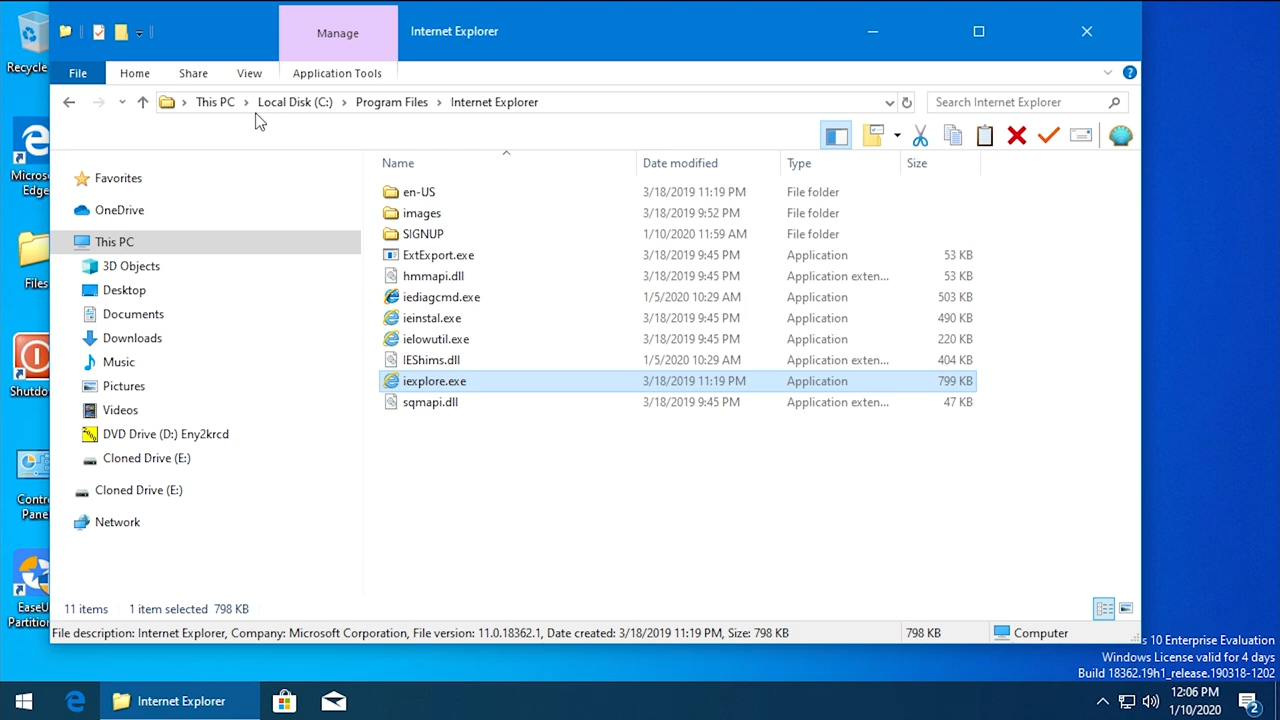 Manage
Internet Explorer
File
Home
Share
View
Application Tools
This PC
Local Disk (C:)
Program Files
Internet Explorer
Search Internet Explorer
Name
Date modified
Type
Size
Favorites
OneDrive
This PC
3D Objects
Desktop
Documents
Downloads
Music
Pictures
Videos
DVD Drive (D:) Eny2krcd
Cloned Drive (E:)
Cloned Drive (E:)
Network
en-US 3/18/2019 11:19 PM File folder
images 3/18/2019 9:52 PM File folder
SIGNUP 1/10/2020 11:59 AM File folder
ExtExport.exe 3/18/2019 9:45 PM Application 53 KB
hmmapi.dll 3/18/2019 9:45 PM Application exten... 53 KB
iediagcmd.exe 1/5/2020 10:29 AM Application 503 KB
ieinstal.exe 3/18/2019 9:45 PM Application 490 KB
ielowutil.exe 3/18/2019 9:45 PM Application 220 KB
IEShims.dll 1/5/2020 10:29 AM Application exten... 404 KB
iexplore.exe 3/18/2019 11:19 PM Application 799 KB
sqmapi.dll 3/18/2019 9:45 PM Application exten... 47 KB
11 items 1 item selected 798 KB
File description: Internet Explorer, Company: Microsoft Corporation, File version: 11.0.18362.1, Date created: 3/18/2019 11:19 PM, Size: 798 KB
798 KB
Computer
Recycle
Micros
Edge
Files
Shutdo
Contr
Pane
EaseU
Partition
s 10 Enterprise Evaluation
Windows License valid for 4 days
Build 18362.19h1_release.190318-1202
Internet Explorer
12:06 PM
1/10/2020
2